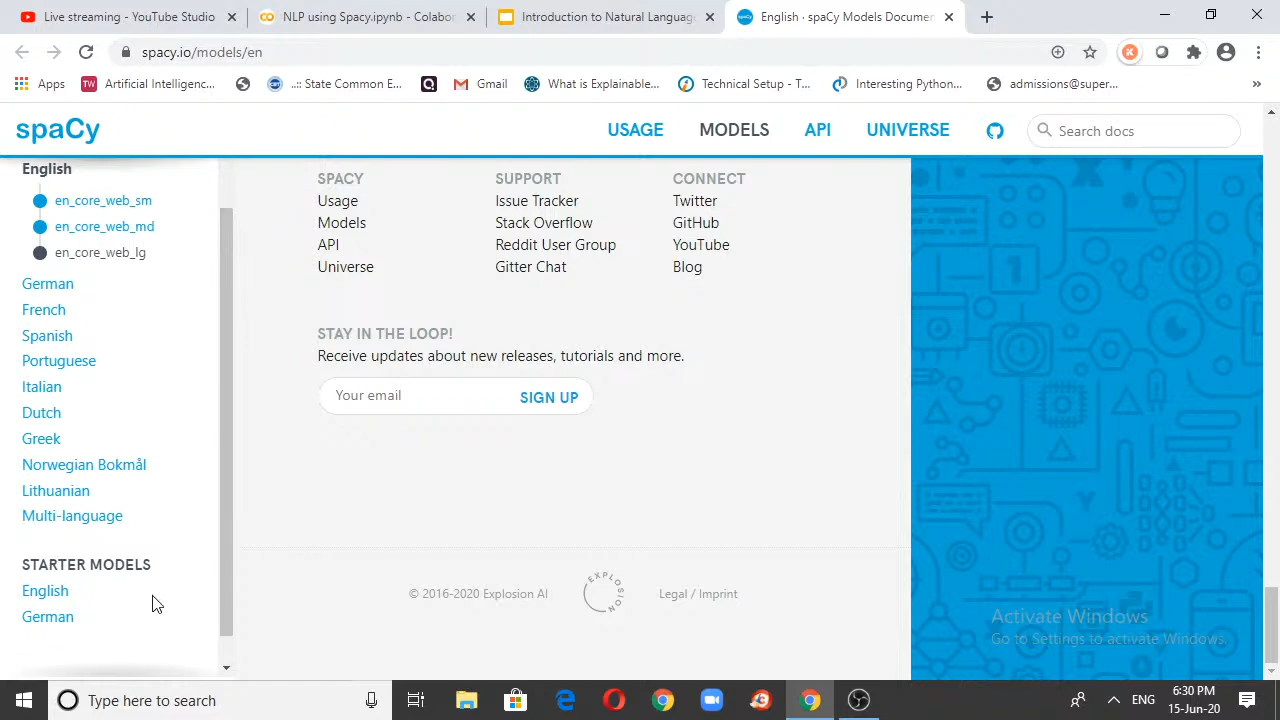 Live streaming - YouTube Studio
NLP using Spacy.ipynb - Colabo
Introduction to Natural Languag
English · spaCy Models Documen
spacy.io/models/en
Apps
TW
Artificial Intelligenc...
..:: State Common E...
Gmail
What is Explainable...
Technical Setup - T...
Interesting Python...
admissions@super...
»
spaCy
USAGE
MODELS
API
UNIVERSE
Search docs
English
en_core_web_sm
en_core_web_md
en_core_web_lg
German
French
Spanish
Portuguese
Italian
Dutch
Greek
Norwegian Bokmål
Lithuanian
Multi-language
STARTER MODELS
English
German
SPACY
Usage
Models
API
Universe
SUPPORT
Issue Tracker
Stack Overflow
Reddit User Group
Gitter Chat
CONNECT
Twitter
GitHub
YouTube
Blog
STAY IN THE LOOP!
Receive updates about new releases, tutorials and more.
Your email
SIGN UP
© 2016-2020 Explosion AI
EXPLOSION
Legal / Imprint
Activate Windows
Go to Settings to activate Windows.
Type here to search
ENG
6:30 PM
15-Jun-20